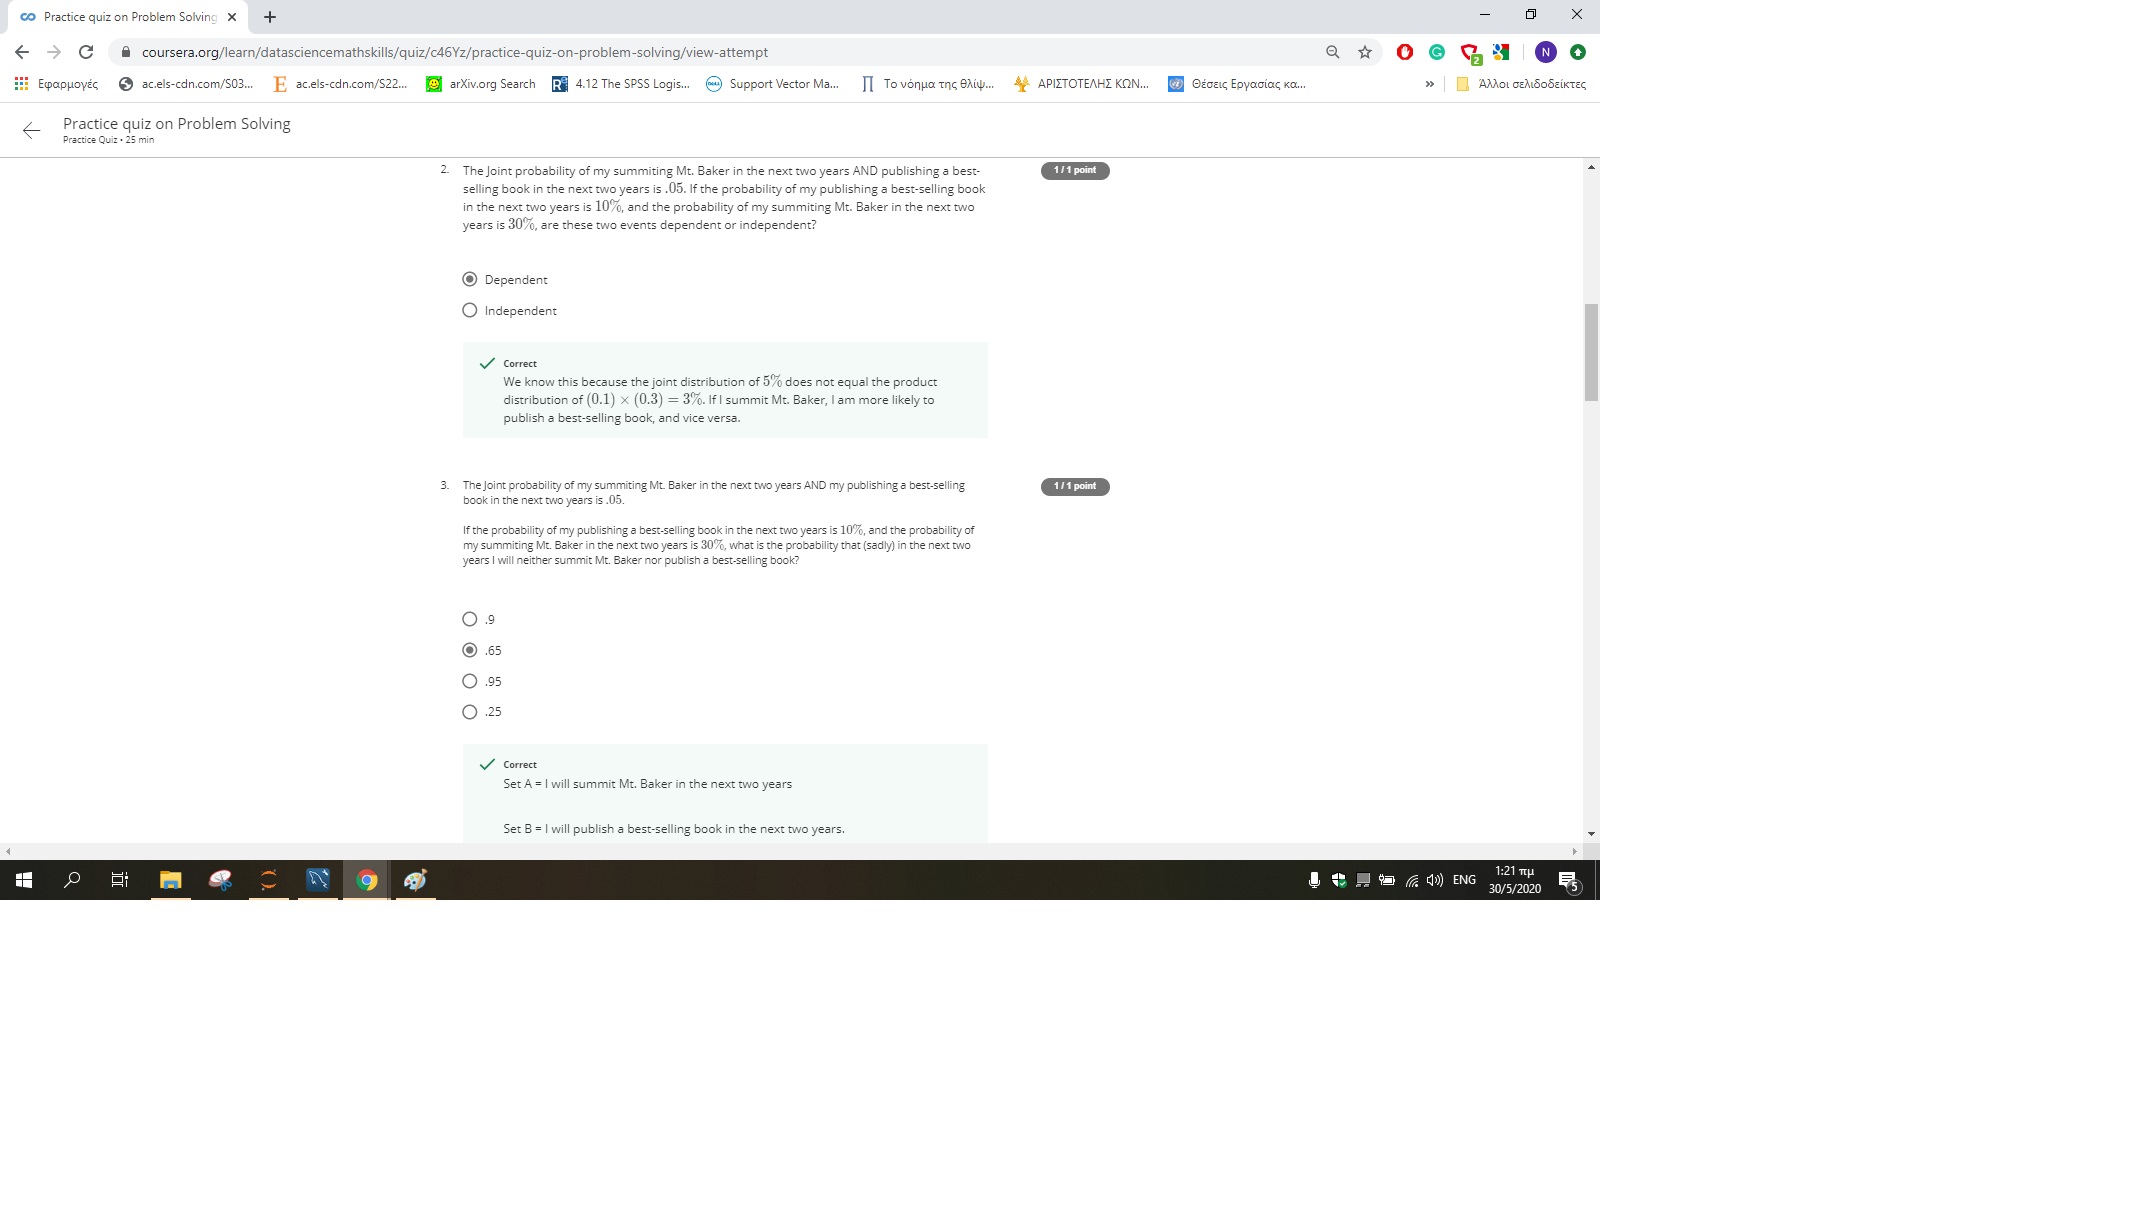 Practice quiz on Problem Solving
coursera.org/learn/datasciencemathskills/quiz/c46Yz/practice-quiz-on-problem-solving/view-attempt
2
N
Εφαρμογές
ac.els-cdn.com/S03...
ac.els-cdn.com/S22...
arXiv.org Search
4.12 The SPSS Logis...
Support Vector Ma...
Το νόημα της θλίψ...
ΑΡΙΣΤΟΤΕΛΗΣ ΚΩΝ...
Θέσεις Εργασίας κα...
»
Άλλοι σελιδοδείκτες
Practice quiz on Problem Solving
Practice Quiz • 25 min
2. The Joint probability of my summiting Mt. Baker in the next two years AND publishing a best-
selling book in the next two years is .05. If the probability of my publishing a best-selling book
in the next two years is 10%, and the probability of my summiting Mt. Baker in the next two
years is 30%, are these two events dependent or independent?
1 / 1 point
Dependent
Independent
Correct
We know this because the joint distribution of 5% does not equal the product
distribution of (0.1) × (0.3) = 3%. If I summit Mt. Baker, I am more likely to
publish a best-selling book, and vice versa.
3. The Joint probability of my summiting Mt. Baker in the next two years AND my publishing a best-selling
book in the next two years is .05.
1 / 1 point
If the probability of my publishing a best-selling book in the next two years is 10%, and the probability of
my summiting Mt. Baker in the next two years is 30%, what is the probability that (sadly) in the next two
years I will neither summit Mt. Baker nor publish a best-selling book?
.9
.65
.95
.25
Correct
Set A = I will summit Mt. Baker in the next two years
Set B = I will publish a best-selling book in the next two years.
ENG
1:21 πμ
30/5/2020
5